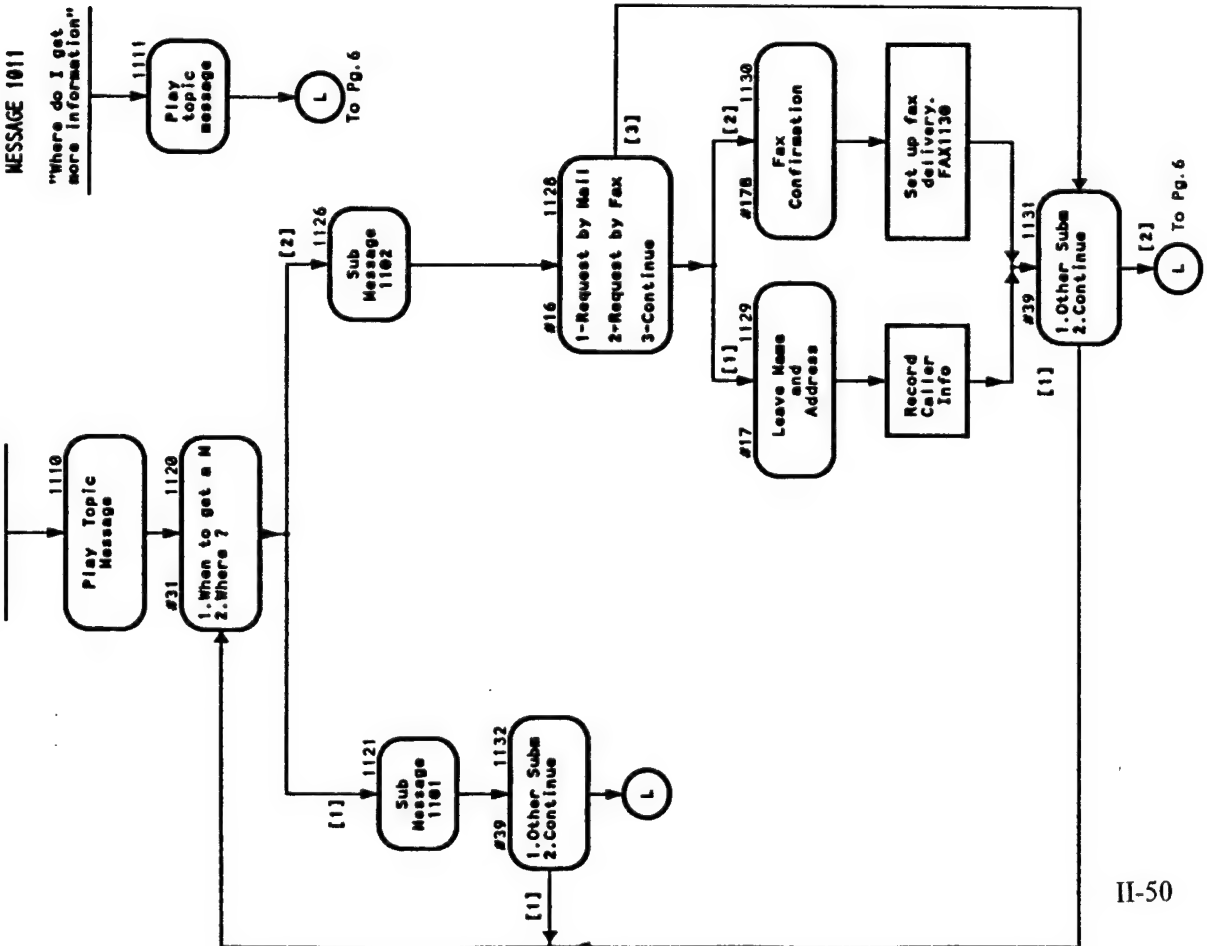 MESSAGE 1011
"Where do I get
more information"
1111
Play
topic
message
L
To Pg.6
1110
Play Topic
Message
#31
1120
1.When to get a M
2.Where ?
[1]
[2]
1121
Sub
Message
1101
#39
1132
1.Other Subm
2.Continue
[1]
L
1126
Sub
Message
1102
#16
1128
1-Request by Mail
2-Request by Fax
3-Continue
[3]
[1]
[2]
#17
1129
Leave Name
and
Address
Record
Caller
Info
#178
1130
Fax
Confirmation
Set up fax
delivery.
FAX1130
#39
1131
1.Other Subm
2.Continue
[1]
[2]
L
To Pg.6
II-50